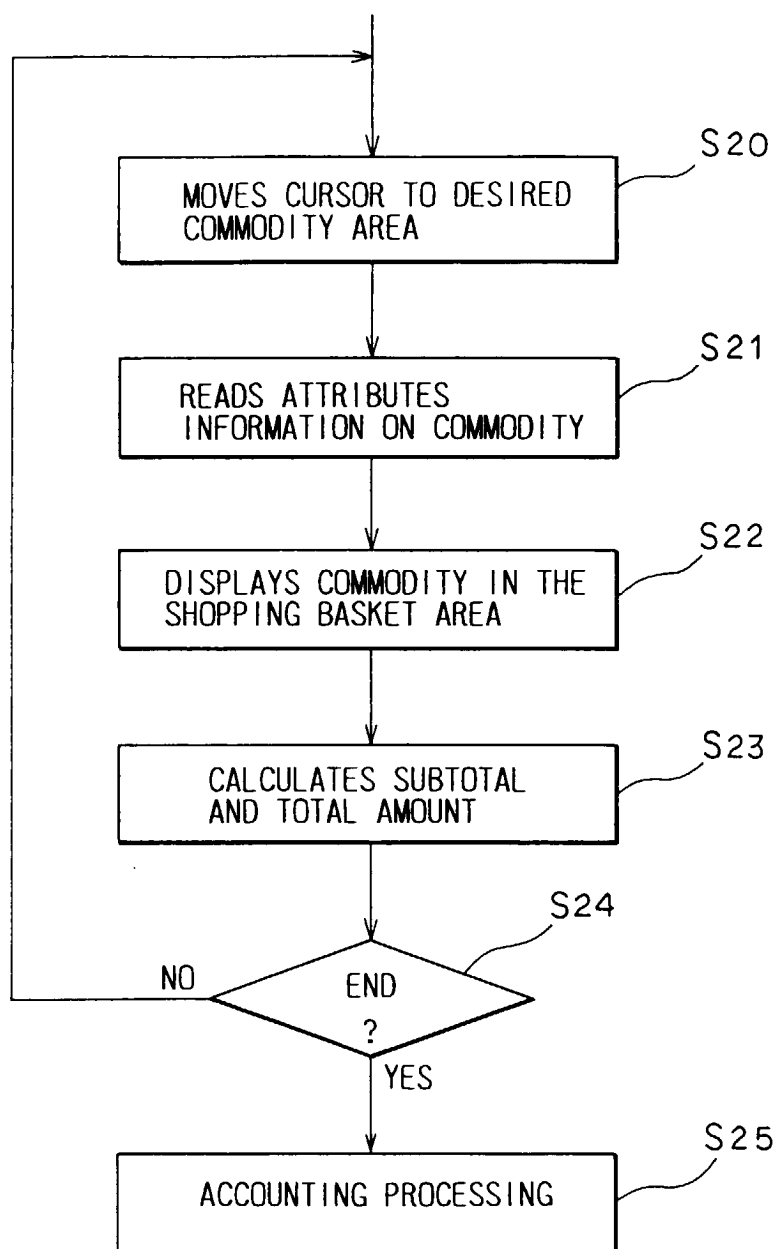 S20
MOVES CURSOR TO DESIRED
COMMODITY AREA
S21
READS ATTRIBUTES
INFORMATION ON COMMODITY
S22
DISPLAYS COMMODITY IN THE
SHOPPING BASKET AREA
S23
CALCULATES SUBTOTAL
AND TOTAL AMOUNT
S24
NO
END
?
YES
S25
ACCOUNTING PROCESSING